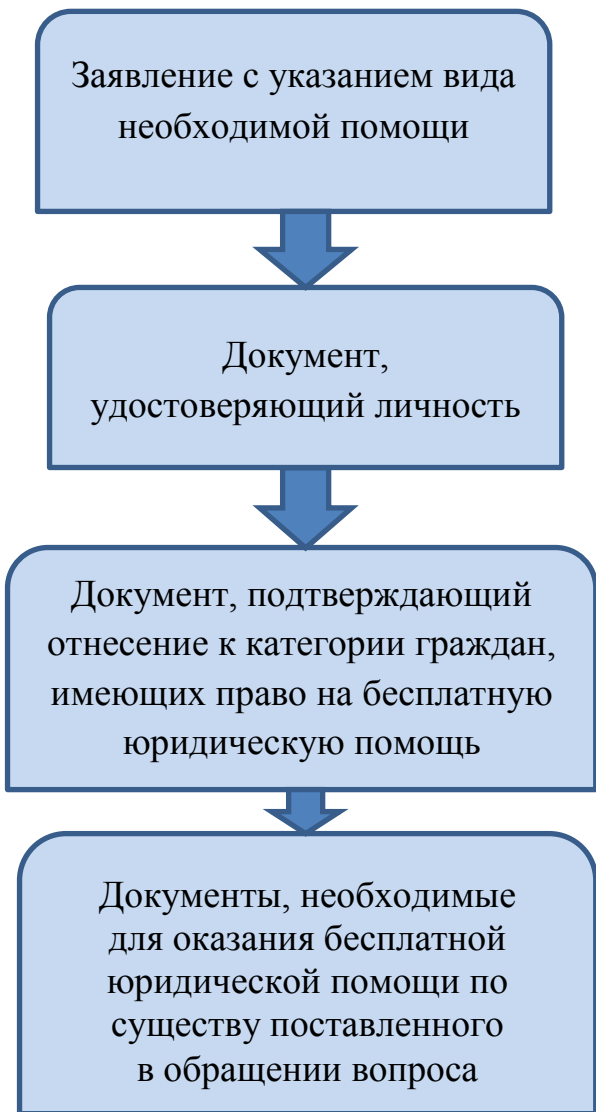 Заявление с указанием вида
необходимой помощи
Документ,
удостоверяющий личность
Документ, подтверждающий
отнесение к категории граждан,
имеющих право на бесплатную
юридическую помощь
Документы, необходимые
для оказания бесплатной
юридической помощи по
существу поставленного
в обращении вопроса